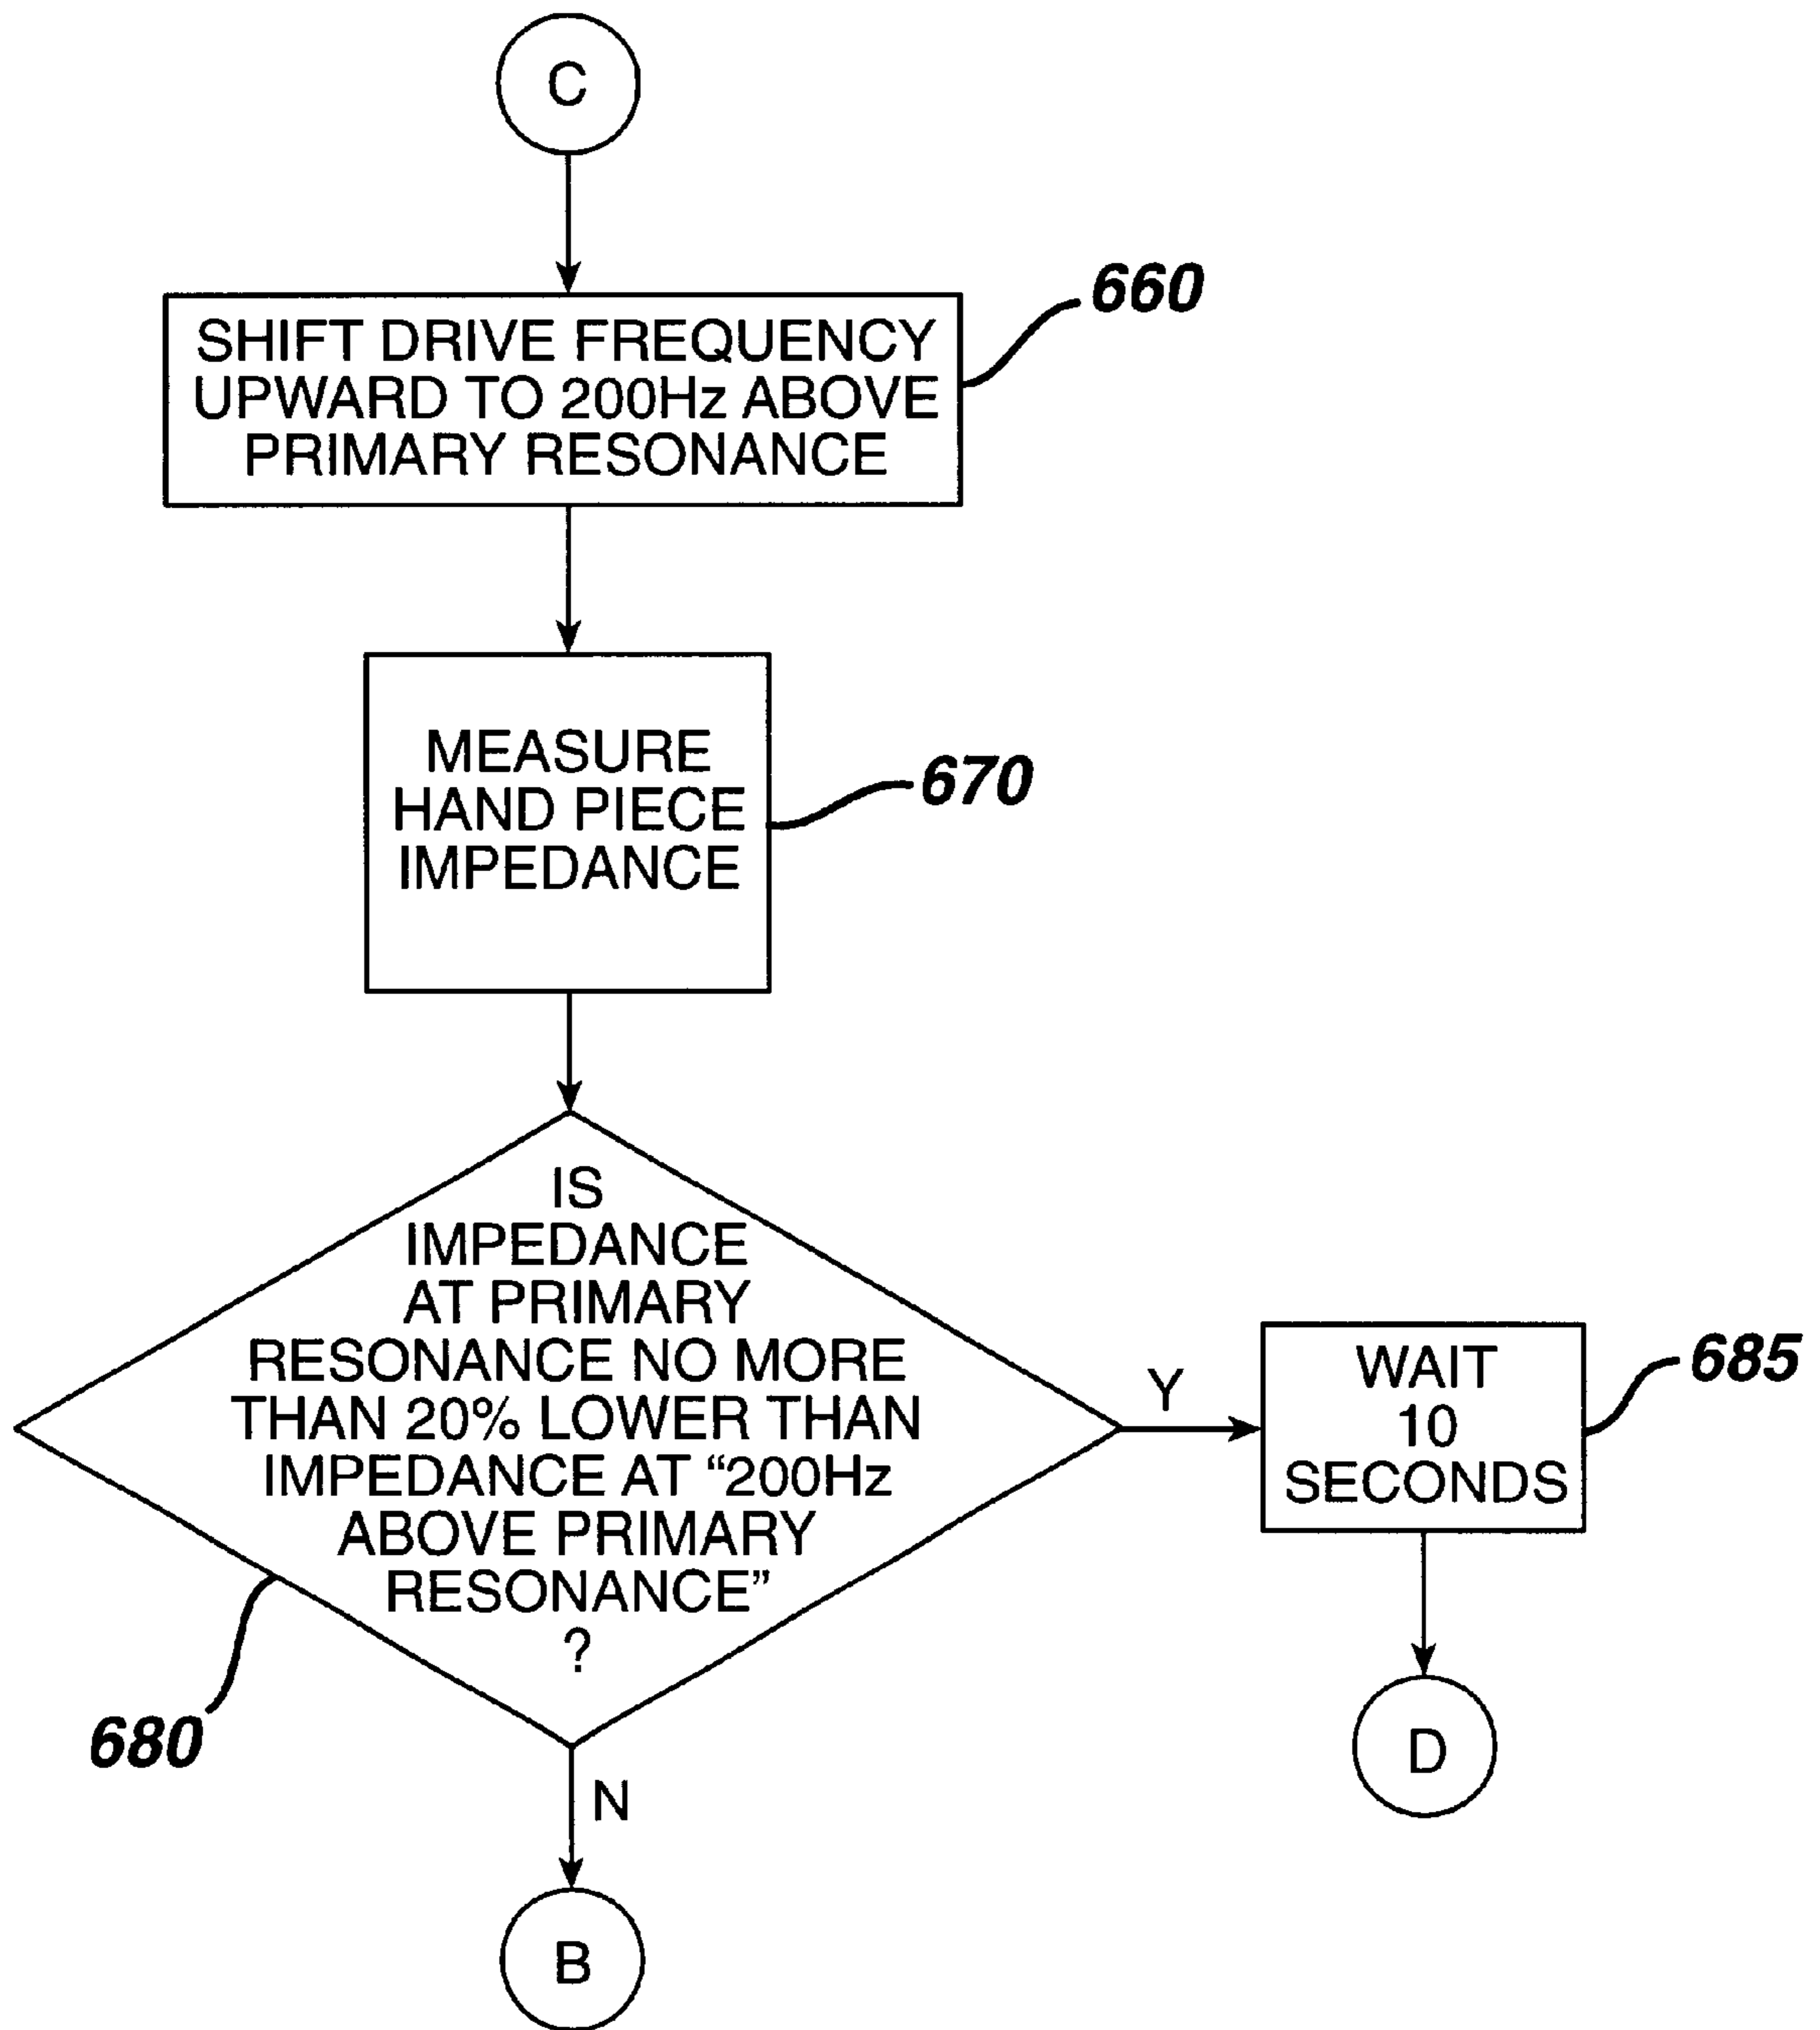 C
660
SHIFT DRIVE FREQUENCY
UPWARD TO 200Hz ABOVE
PRIMARY RESONANCE
MEASURE
HAND PIECE
IMPEDANCE
670
IS
IMPEDANCE
AT PRIMARY
RESONANCE NO MORE
THAN 20% LOWER THAN
IMPEDANCE AT “200Hz
ABOVE PRIMARY
RESONANCE”
?
680
Y
WAIT
10
SECONDS
685
D
N
B